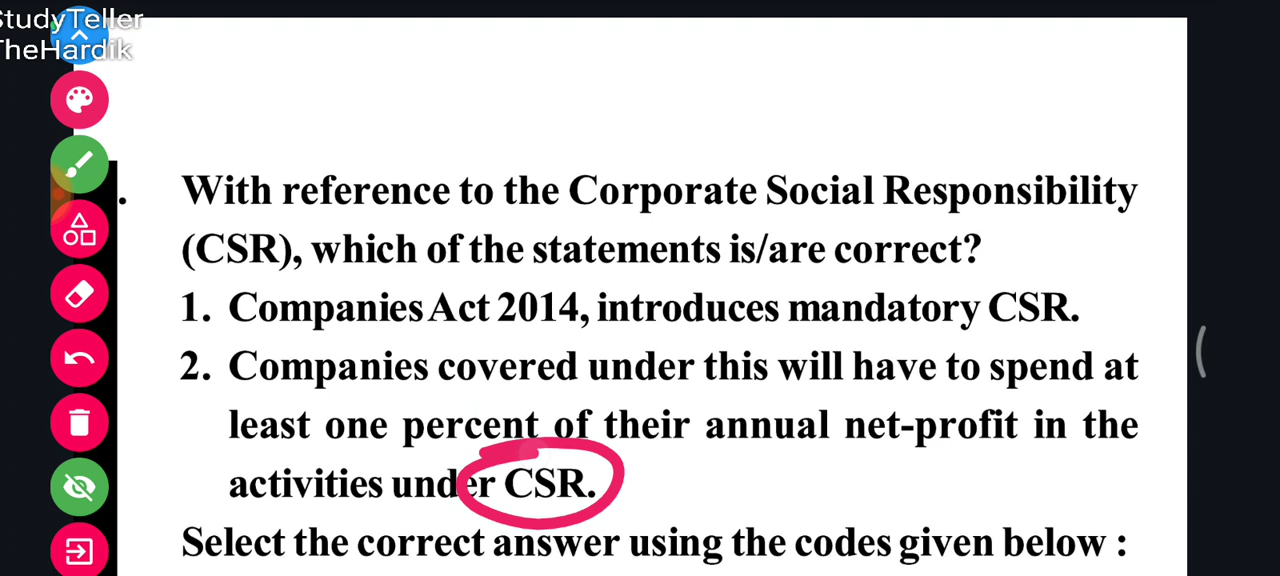 StudyTeller
TheHardik
. With reference to the Corporate Social Responsibility
(CSR), which of the statements is/are correct?
1. Companies Act 2014, introduces mandatory CSR.
2. Companies covered under this will have to spend at
least one percent of their annual net-profit in the
activities under CSR.
Select the correct answer using the codes given below :